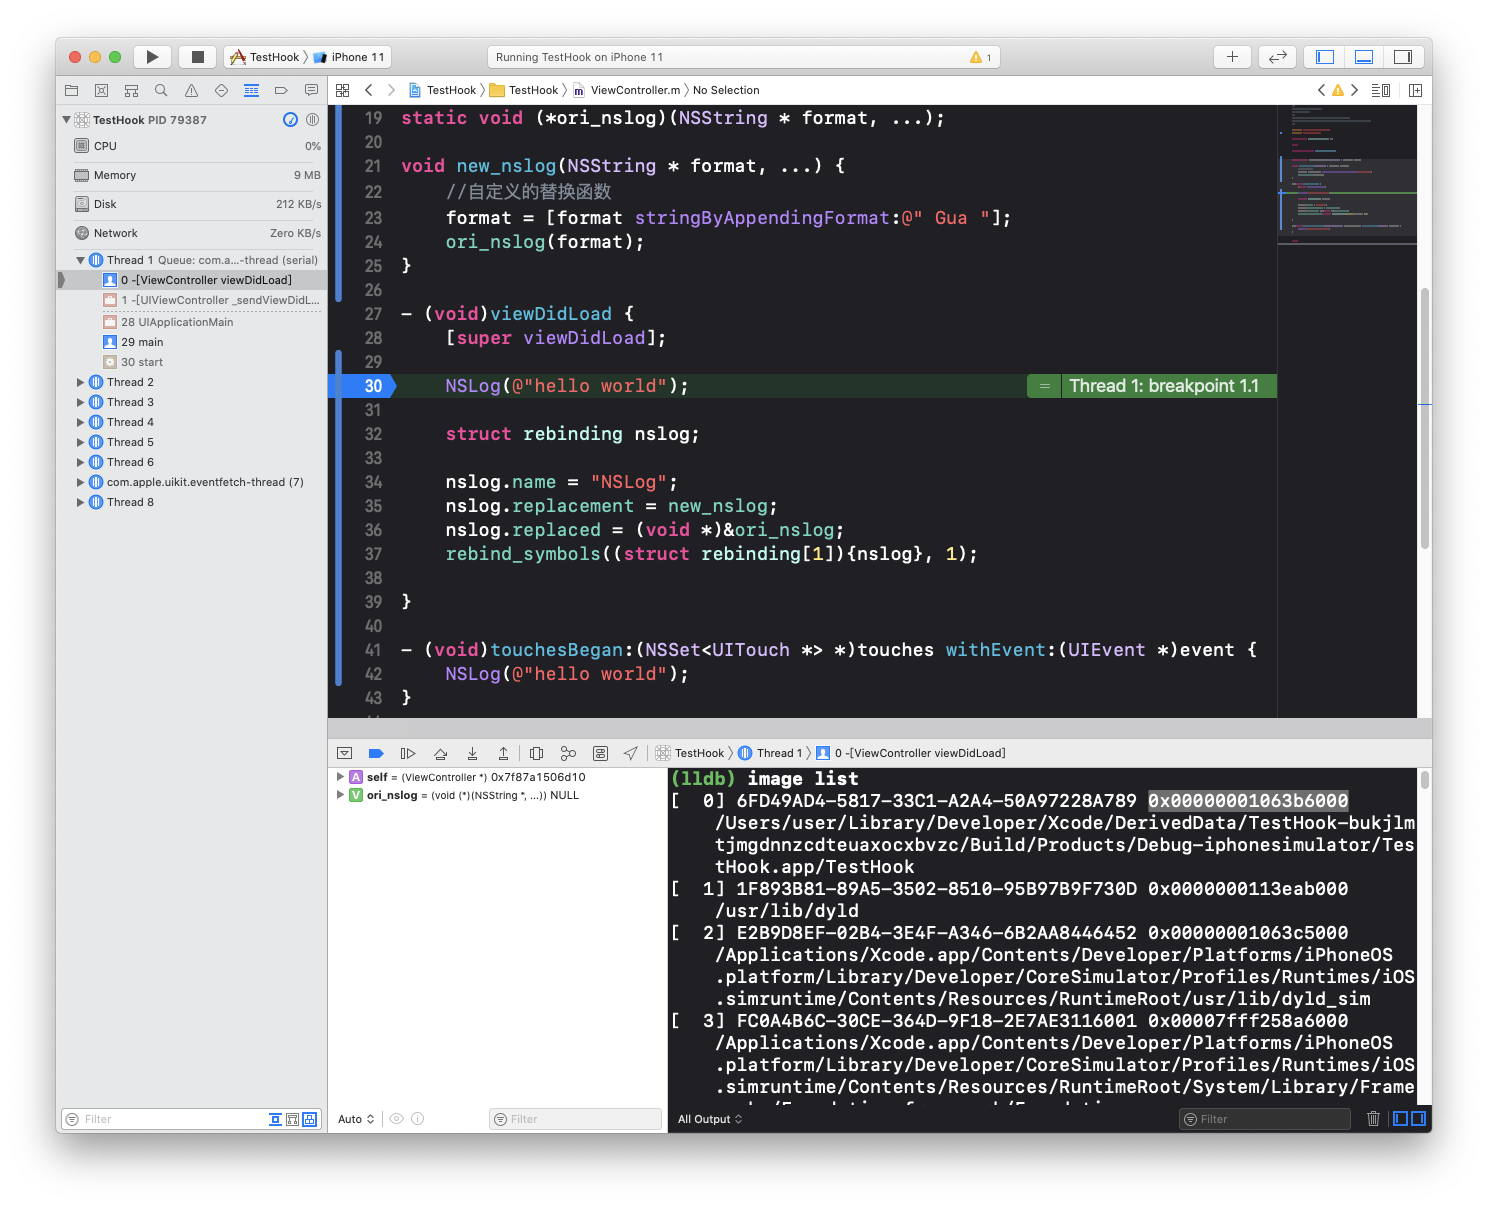 TestHook 〉 iPhone 11
Running TestHook on iPhone 11
1
TestHook 〉 TestHook 〉 ViewController.m 〉 No Selection
TestHook PID 79387
CPU 0%
Memory 9 MB
Disk 212 KB/s
Network Zero KB/s
Thread 1 Queue: com.a...-thread (serial)
0 -[ViewController viewDidLoad]
1 -[UIViewController _sendViewDidL...
28 UIApplicationMain
29 main
30 start
Thread 2
Thread 3
Thread 4
Thread 5
Thread 6
com.apple.uikit.eventfetch-thread (7)
Thread 8
Filter
19 static void (*ori_nslog)(NSString * format, ...);
20
21 void new_nslog(NSString * format, ...) {
22 //自定义的替换函数
23 format = [format stringByAppendingFormat:@" Gua "];
24 ori_nslog(format);
25 }
26
27 - (void)viewDidLoad {
28 [super viewDidLoad];
29
30 NSLog(@"hello world"); = Thread 1: breakpoint 1.1
31
32 struct rebinding nslog;
33
34 nslog.name = "NSLog";
35 nslog.replacement = new_nslog;
36 nslog.replaced = (void *)&ori_nslog;
37 rebind_symbols((struct rebinding[1]){nslog}, 1);
38
39 }
40
41 - (void)touchesBegan:(NSSet<UITouch *> *)touches withEvent:(UIEvent *)event {
42 NSLog(@"hello world");
43 }
TestHook 〉 Thread 1 〉 0 -[ViewController viewDidLoad]
A self = (ViewController *) 0x7f87a1506d10
V ori_nslog = (void (*)(NSString *, ...)) NULL
Auto
Filter
(lldb) image list
[ 0] 6FD49AD4-5817-33C1-A2A4-50A97228A789 0x00000001063b6000
/Users/user/Library/Developer/Xcode/DerivedData/TestHook-bukjlm
tjmgdnnzcdteuaxocxbvzc/Build/Products/Debug-iphonesimulator/Tes
tHook.app/TestHook
[ 1] 1F893B81-89A5-3502-8510-95B97B9F730D 0x0000000113eab000
/usr/lib/dyld
[ 2] E2B9D8EF-02B4-3E4F-A346-6B2AA8446452 0x00000001063c5000
/Applications/Xcode.app/Contents/Developer/Platforms/iPhoneOS
.platform/Library/Developer/CoreSimulator/Profiles/Runtimes/iOS
.simruntime/Contents/Resources/RuntimeRoot/usr/lib/dyld_sim
[ 3] FC0A4B6C-30CE-364D-9F18-2E7AE3116001 0x00007fff258a6000
/Applications/Xcode.app/Contents/Developer/Platforms/iPhoneOS
.platform/Library/Developer/CoreSimulator/Profiles/Runtimes/iOS
.simruntime/Contents/Resources/RuntimeRoot/System/Library/Frame
All Output
Filter